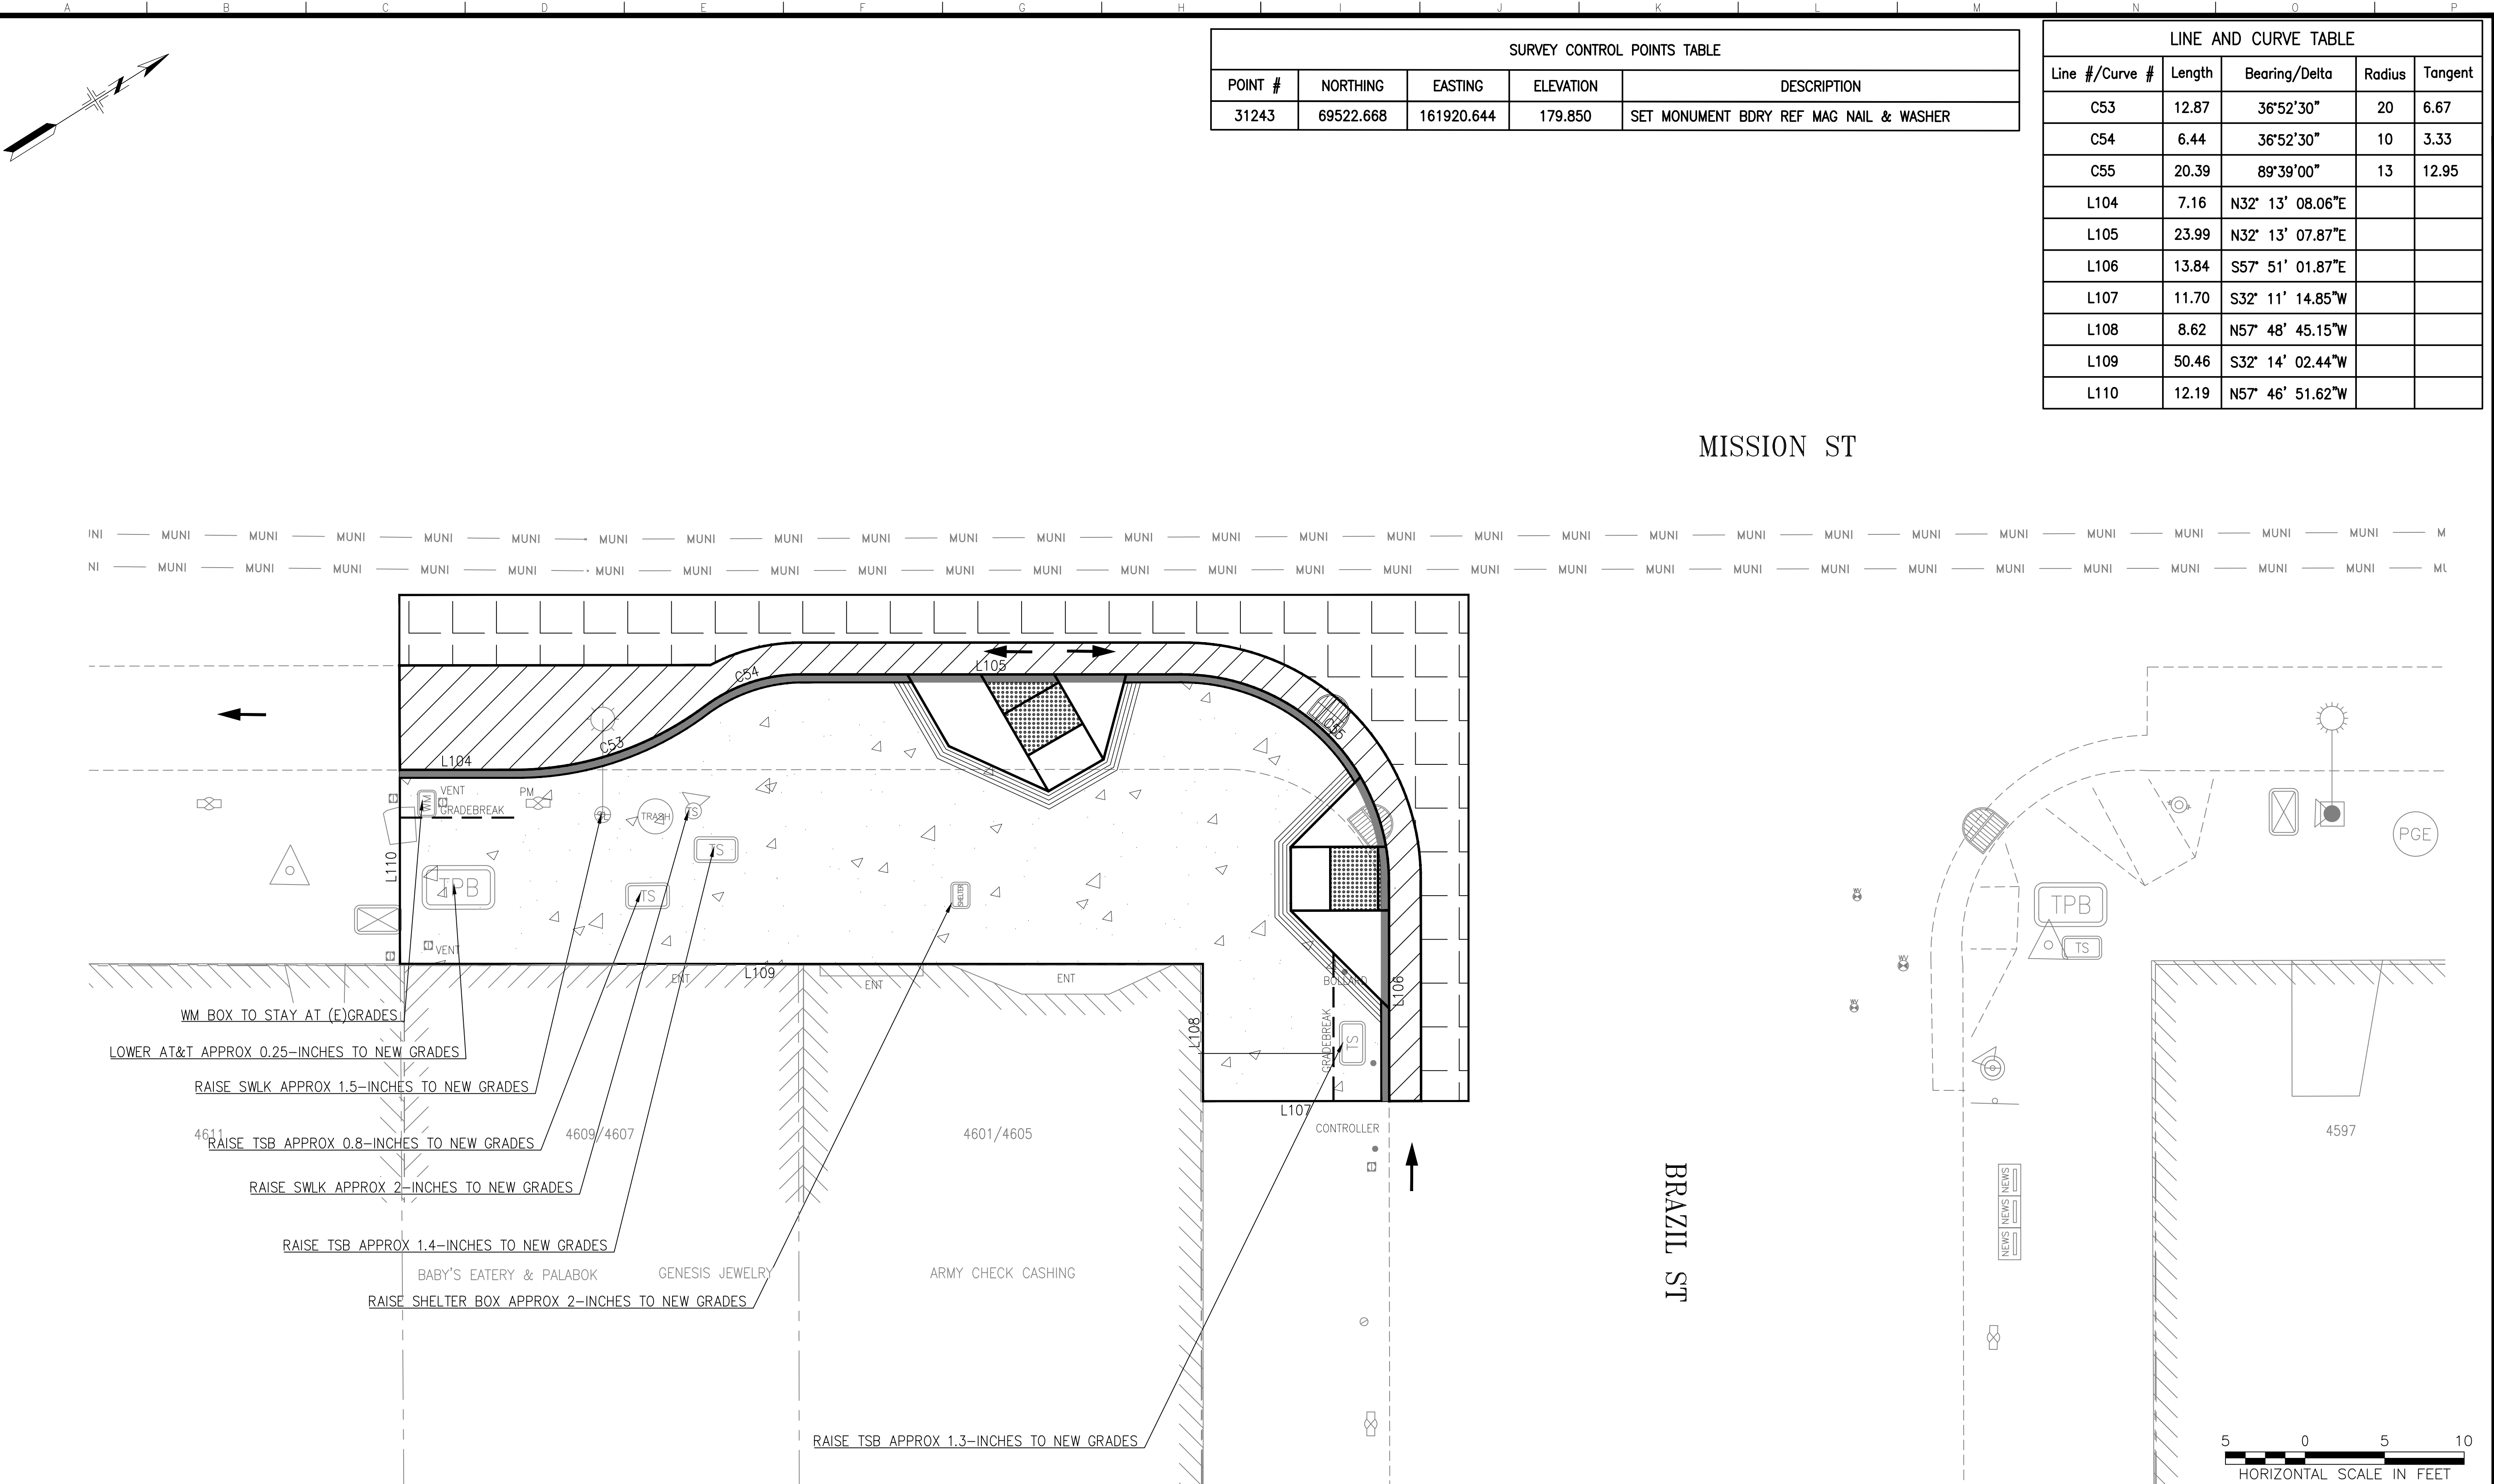 A B C D E F G H I J K L M N O P
N
SURVEY CONTROL POINTS TABLE
POINT # NORTHING EASTING ELEVATION DESCRIPTION
31243 69522.668 161920.644 179.850 SET MONUMENT BDRY REF MAG NAIL & WASHER
LINE AND CURVE TABLE
Line #/Curve # Length Bearing/Delta Radius Tangent
C53 12.87 36°52'30" 20 6.67
C54 6.44 36°52'30" 10 3.33
C55 20.39 89°39'00" 13 12.95
L104 7.16 N32° 13' 08.06"E
L105 23.99 N32° 13' 07.87"E
L106 13.84 S57° 51' 01.87"E
L107 11.70 S32° 11' 14.85"W
L108 8.62 N57° 48' 45.15"W
L109 50.46 S32° 14' 02.44"W
L110 12.19 N57° 46' 51.62"W
MISSION ST
INI MUNI MUNI MUNI MUNI MUNI MUNI MUNI MUNI MUNI MUNI MUNI MUNI MUNI MUNI MUNI MUNI MUNI MUNI MUNI MUNI MUNI MUNI MUNI MUNI MUNI MUNI M
NI MUNI MUNI MUNI MUNI MUNI MUNI MUNI MUNI MUNI MUNI MUNI MUNI MUNI MUNI MUNI MUNI MUNI MUNI MUNI MUNI MUNI MUNI MUNI MUNI MUNI MUNI MU
L105
C54
C55
C53
L104
WM
VENT
GRADEBREAK
PM
SL
TRASH
TS
TS
L110
TPB
TS
SHELTER
VENT
L109
ENT
ENT
ENT
BOLLARD
L106
L108
GRADEBREAK
TS
L107
CONTROLLER
WV
WV
WV
TPB
TS
PGE
WM BOX TO STAY AT (E)GRADES
LOWER AT&T APPROX 0.25-INCHES TO NEW GRADES
RAISE SWLK APPROX 1.5-INCHES TO NEW GRADES
4611
RAISE TSB APPROX 0.8-INCHES TO NEW GRADES
4609/4607
4601/4605
4597
RAISE SWLK APPROX 2-INCHES TO NEW GRADES
RAISE TSB APPROX 1.4-INCHES TO NEW GRADES
BABY'S EATERY & PALABOK
GENESIS JEWELRY
ARMY CHECK CASHING
RAISE SHELTER BOX APPROX 2-INCHES TO NEW GRADES
RAISE TSB APPROX 1.3-INCHES TO NEW GRADES
BRAZIL ST
NEWS
NEWS
NEWS
5 0 5 10
HORIZONTAL SCALE IN FEET